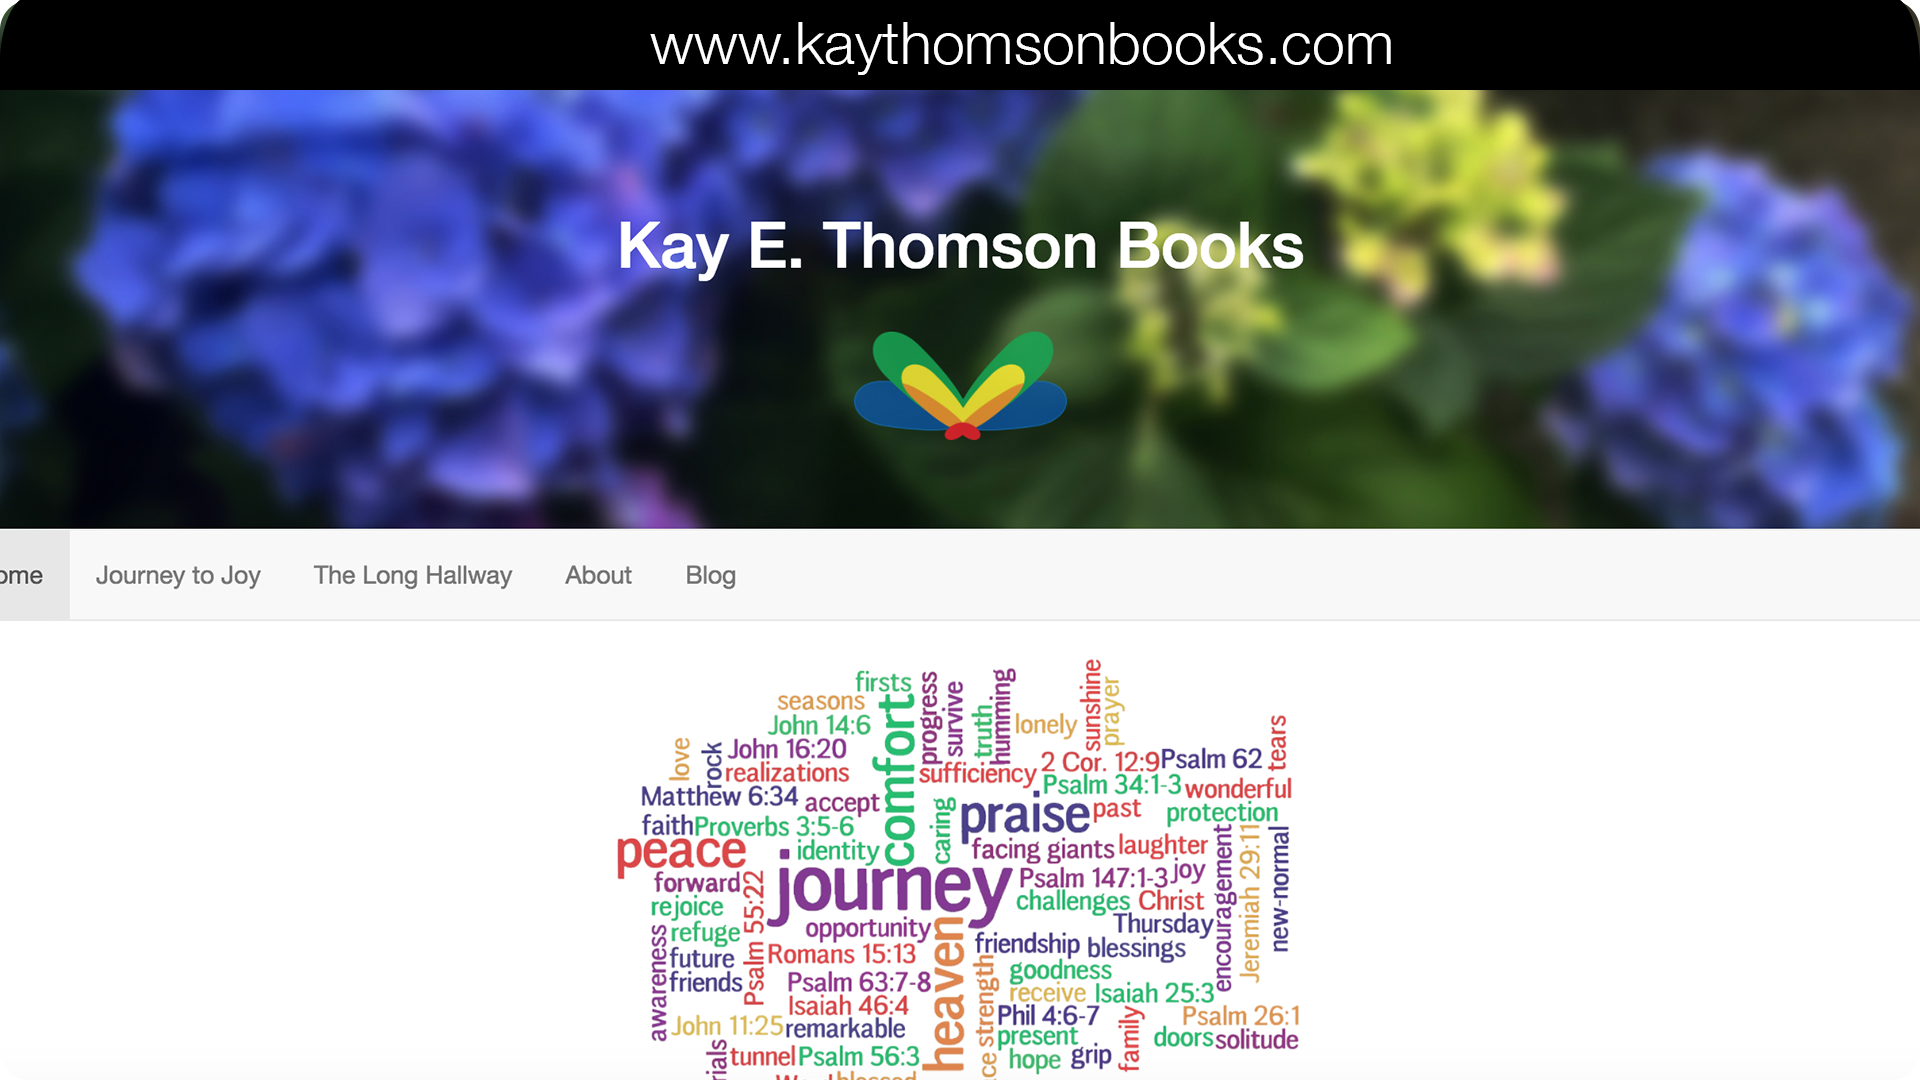 www.kaythomsonbooks.com
Kay E. Thomson Books
ome Journey to Joy The Long Hallway About Blog
firsts
seasons
John 14:6
comfort
progress
survive
truth
humming
lonely
sunshine
prayer
tears
love
rock
John 16:20
realizations
sufficiency
2 Cor. 12:9
Psalm 62
Psalm 34:1-3
wonderful
Matthew 6:34
accept
caring
praise
past
protection
faith
Proverbs 3:5-6
peace
identity
facing giants
laughter
encouragement
Jeremiah 29:11
new-normal
forward
Psalm 55:22
journey
Psalm 147:1-3
joy
rejoice
challenges
Christ
refuge
opportunity
Thursday
awareness
future
Romans 15:13
heaven
friendship
blessings
friends
Psalm 63:7-8
strength
goodness
receive
Isaiah 25:3
Isaiah 46:4
Phil 4:6-7
family
Psalm 26:1
John 11:25
remarkable
present
doors
solitude
rials
tunnel
Psalm 56:3
ce
hope
grip
blessed